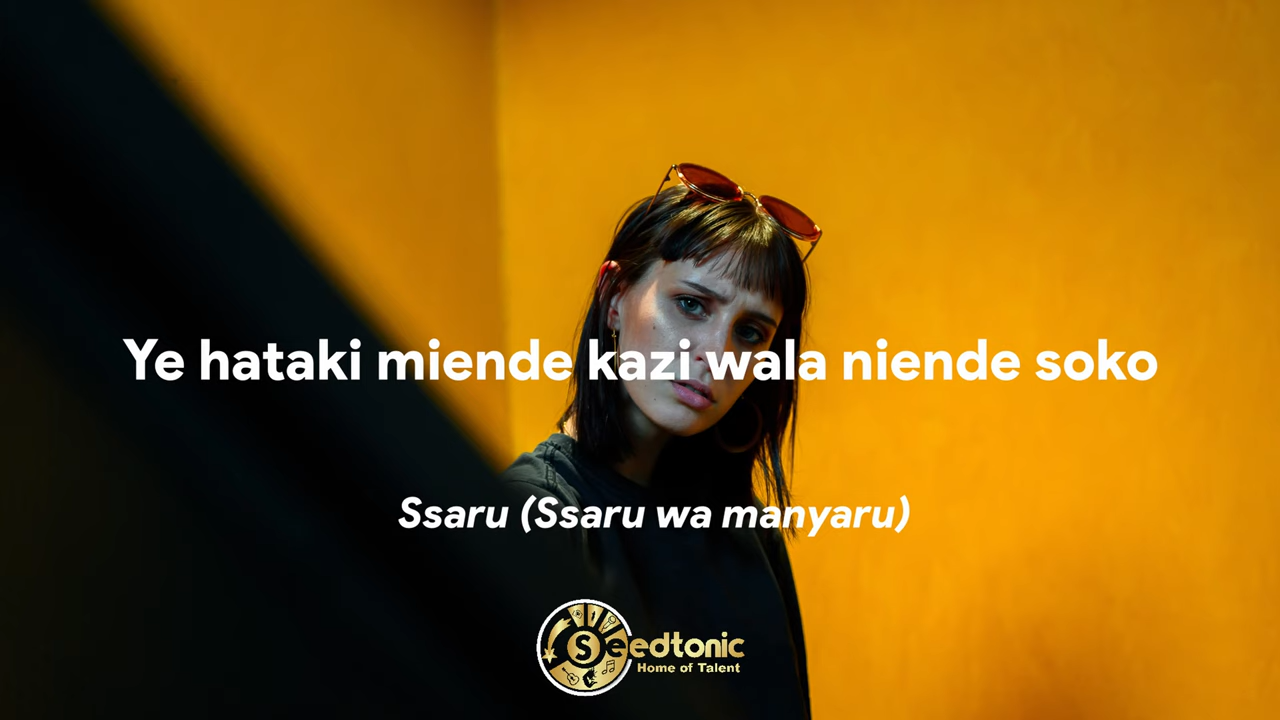 Ye hataki miende kazi wala niende soko
Ssaru (Ssaru wa manyaru)
Seedtonic
Home of Talent